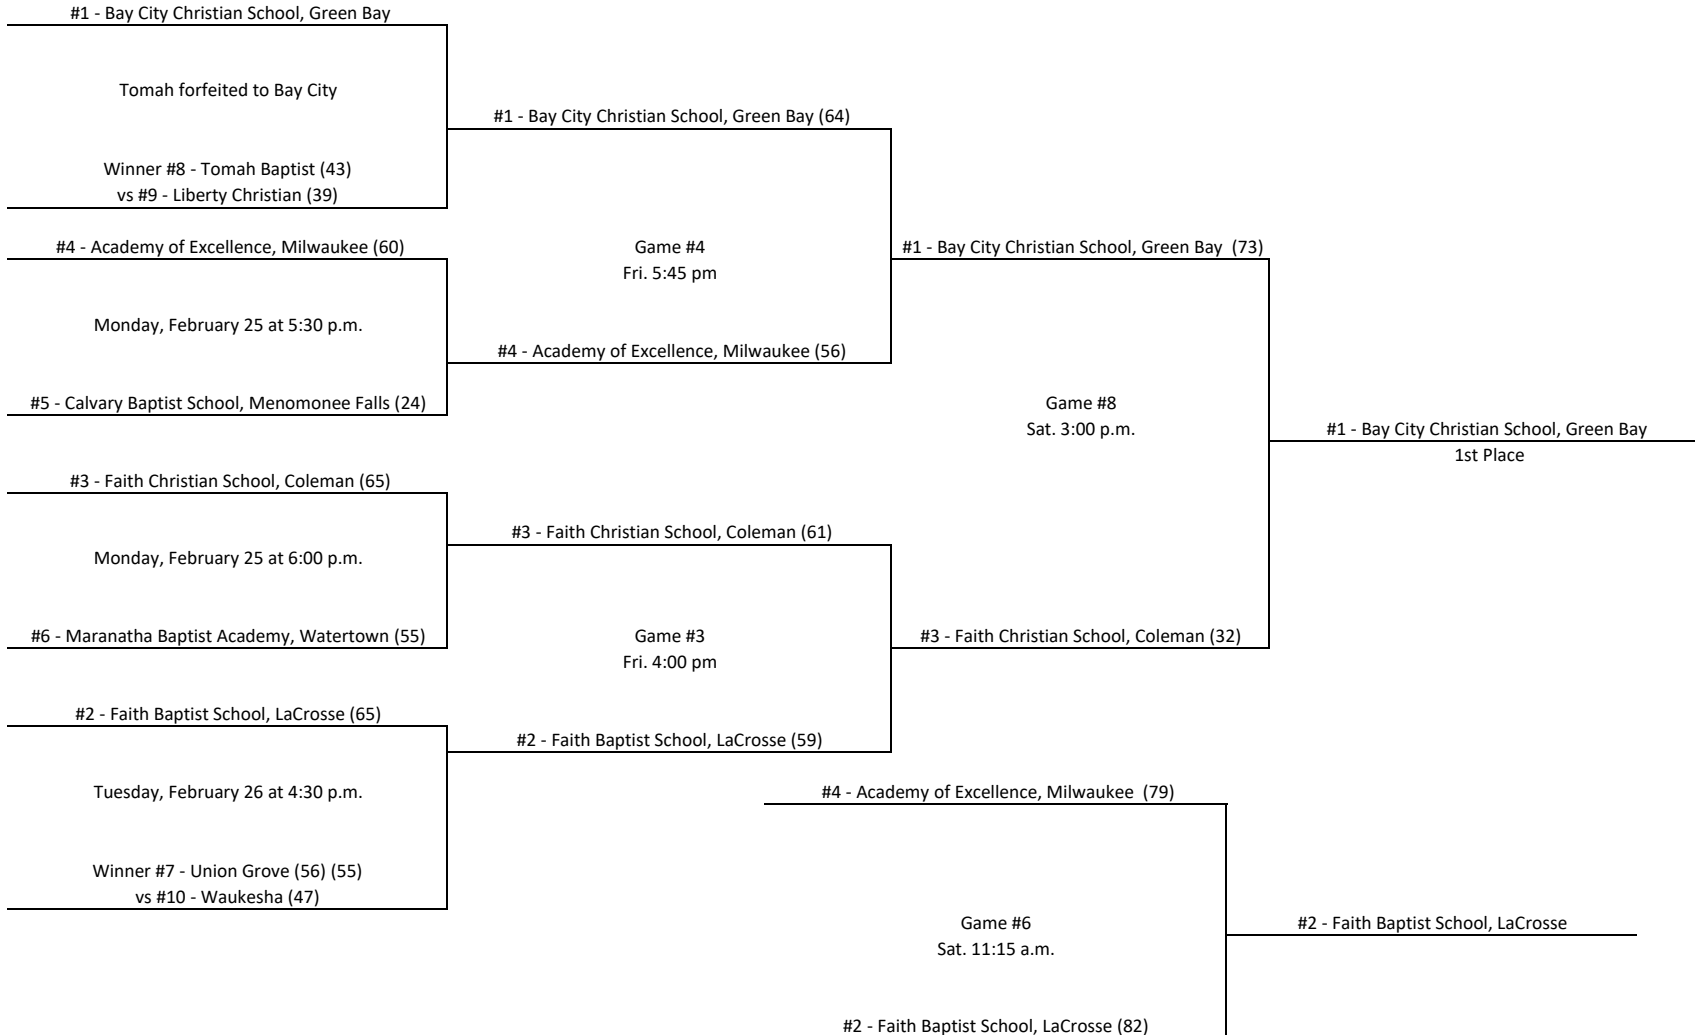 #1 - Bay City Christian School, Green Bay
Tomah forfeited to Bay City
#1 - Bay City Christian School, Green Bay (64)
Winner #8 - Tomah Baptist (43)
vs #9 - Liberty Christian (39)
#4 - Academy of Excellence, Milwaukee (60)
Game #4
#1 - Bay City Christian School, Green Bay  (73)
Fri. 5:45 pm
Monday, February 25 at 5:30 p.m.
#4 - Academy of Excellence, Milwaukee (56)
#5 - Calvary Baptist School, Menomonee Falls (24)
Game #8
Sat. 3:00 p.m.
#1 - Bay City Christian School, Green Bay
1st Place
#3 - Faith Christian School, Coleman (65)
#3 - Faith Christian School, Coleman (61)
Monday, February 25 at 6:00 p.m.
#6 - Maranatha Baptist Academy, Watertown (55)
Game #3
#3 - Faith Christian School, Coleman (32)
Fri. 4:00 pm
#2 - Faith Baptist School, LaCrosse (65)
#2 - Faith Baptist School, LaCrosse (59)
Tuesday, February 26 at 4:30 p.m.
#4 - Academy of Excellence, Milwaukee  (79)
Winner #7 - Union Grove (56) (55)
vs #10 - Waukesha (47)
Game #6
#2 - Faith Baptist School, LaCrosse
Sat. 11:15 a.m.
#2 - Faith Baptist School, LaCrosse (82)